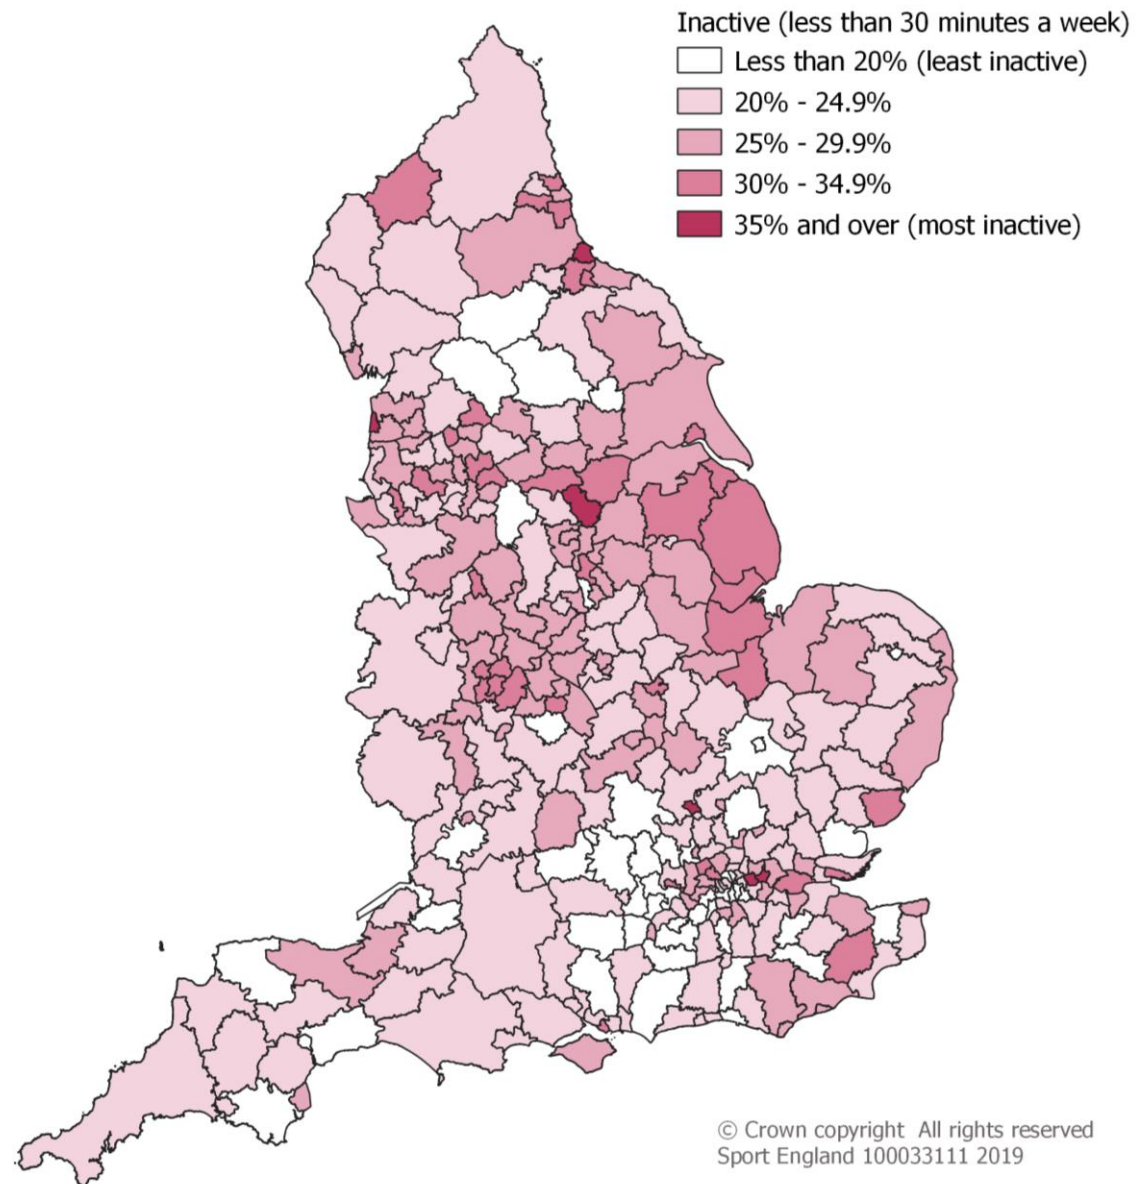 Inactive (less than 30 minutes a week)
Less than 20% (least inactive)
20% - 24.9%
25% - 29.9%
30% - 34.9%
35% and over (most inactive)
© Crown copyright All rights reserved
Sport England 100033111 2019